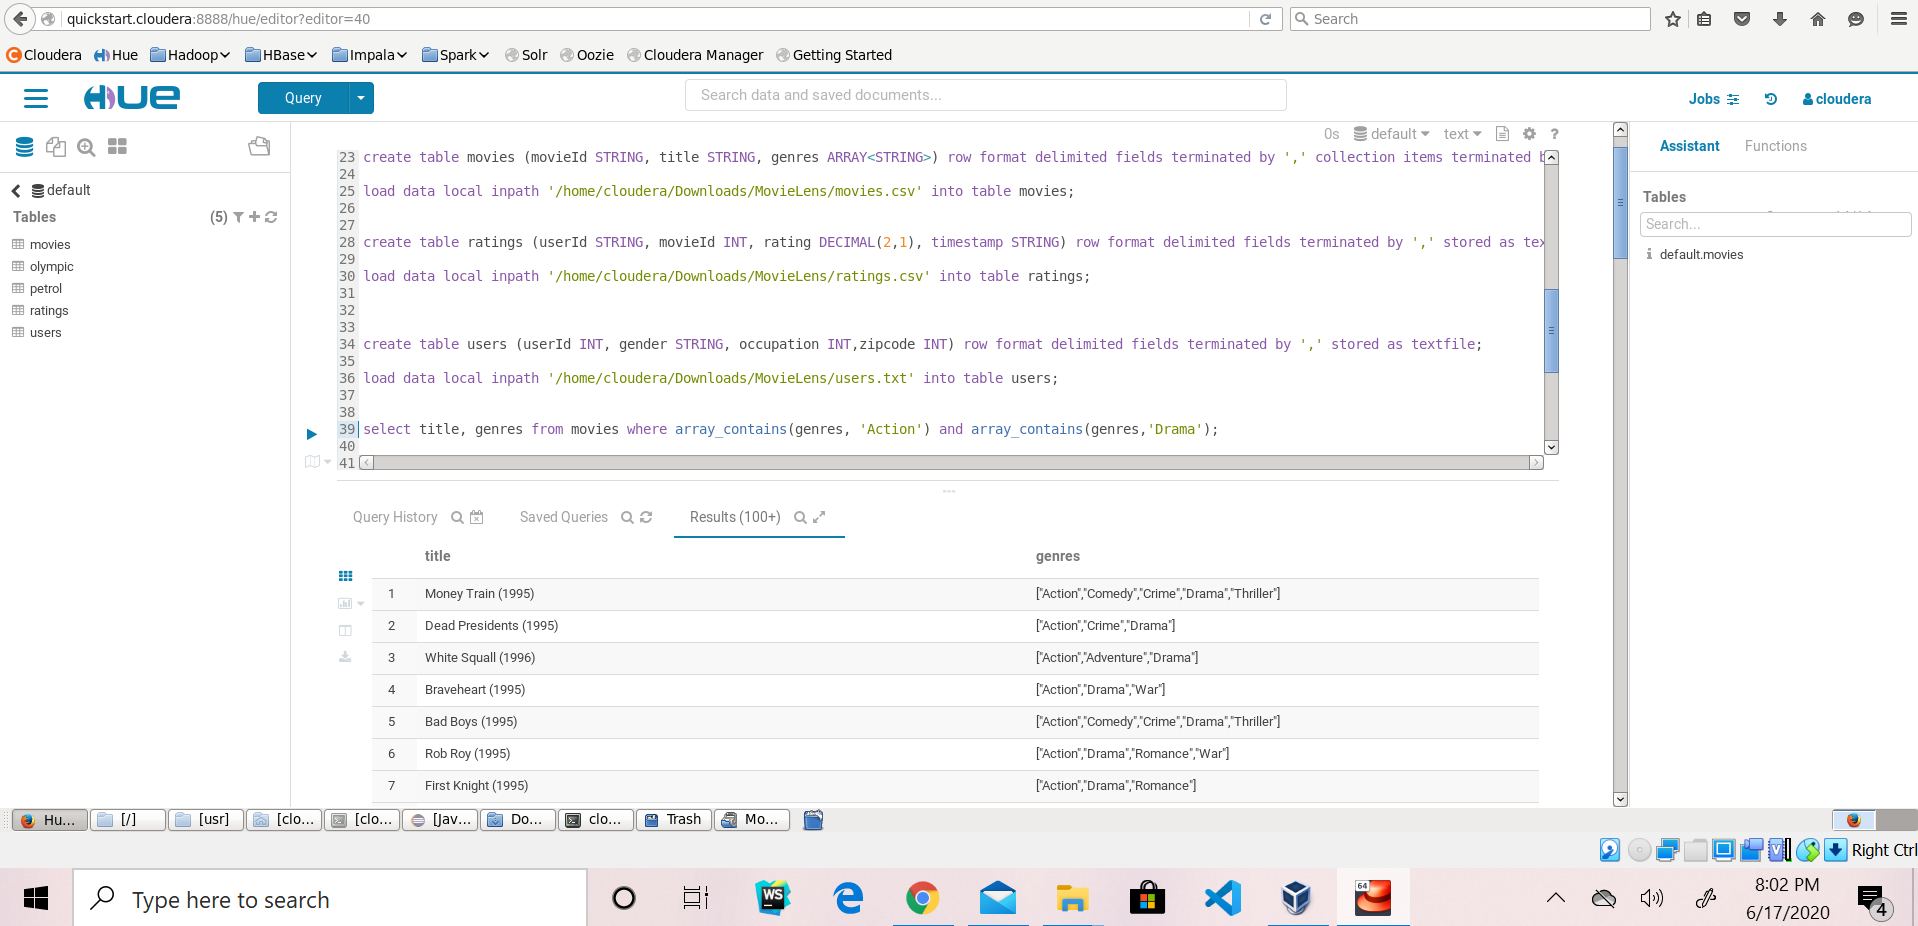 quickstart.cloudera:8888/hue/editor?editor=40
Search
Cloudera Hue Hadoop HBase Impala Spark Solr Oozie Cloudera Manager Getting Started
HUE
Query
Search data and saved documents...
Jobs
cloudera
0s default text ?
default
Tables (5)
movies
olympic
petrol
ratings
users
23 create table movies (movieId STRING, title STRING, genres ARRAY<STRING>) row format delimited fields terminated by ',' collection items terminated b
24
25 load data local inpath '/home/cloudera/Downloads/MovieLens/movies.csv' into table movies;
26
27
28 create table ratings (userId STRING, movieId INT, rating DECIMAL(2,1), timestamp STRING) row format delimited fields terminated by ',' stored as tex
29
30 load data local inpath '/home/cloudera/Downloads/MovieLens/ratings.csv' into table ratings;
31
32
33
34 create table users (userId INT, gender STRING, occupation INT,zipcode INT) row format delimited fields terminated by ',' stored as textfile;
35
36 load data local inpath '/home/cloudera/Downloads/MovieLens/users.txt' into table users;
37
38
39 select title, genres from movies where array_contains(genres, 'Action') and array_contains(genres,'Drama');
40
41
Assistant Functions
Tables
Search...
default.movies
Query History
Saved Queries
Results (100+)
title genres
1 Money Train (1995) ["Action","Comedy","Crime","Drama","Thriller"]
2 Dead Presidents (1995) ["Action","Crime","Drama"]
3 White Squall (1996) ["Action","Adventure","Drama"]
4 Braveheart (1995) ["Action","Drama","War"]
5 Bad Boys (1995) ["Action","Comedy","Crime","Drama","Thriller"]
6 Rob Roy (1995) ["Action","Drama","Romance","War"]
7 First Knight (1995) ["Action","Drama","Romance"]
Hu... [/] [usr] [clo... [clo... [Jav... Do... clo... Trash Mo...
Right Ctrl
Type here to search
WS
64
8:02 PM
6/17/2020
4